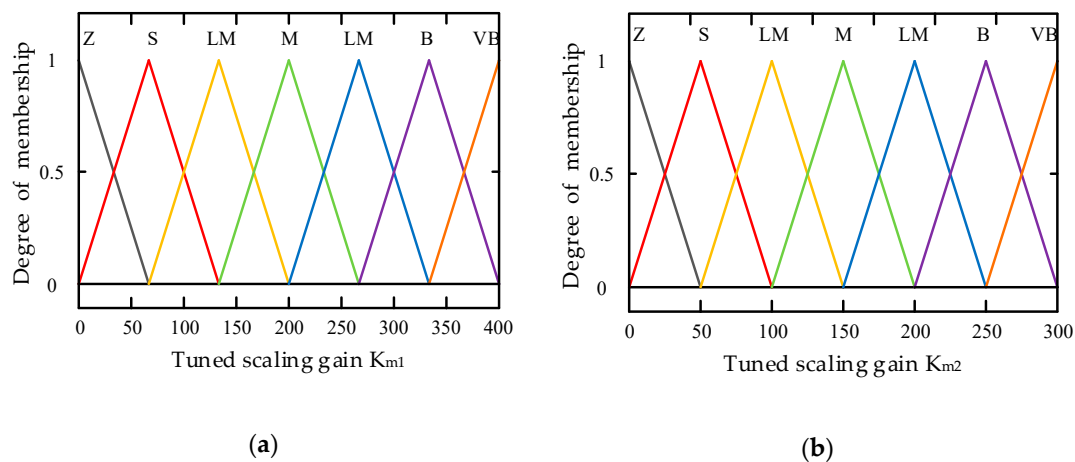 Z S LM M LM B VB
1
0.5
0
Degree of membership
0 50 100 150 200 250 300 350 400
Tuned scaling gain Km1
(a)
Z S LM M LM B VB
1
0.5
0
Degree of membership
0 50 100 150 200 250 300
Tuned scaling gain Km2
(b)